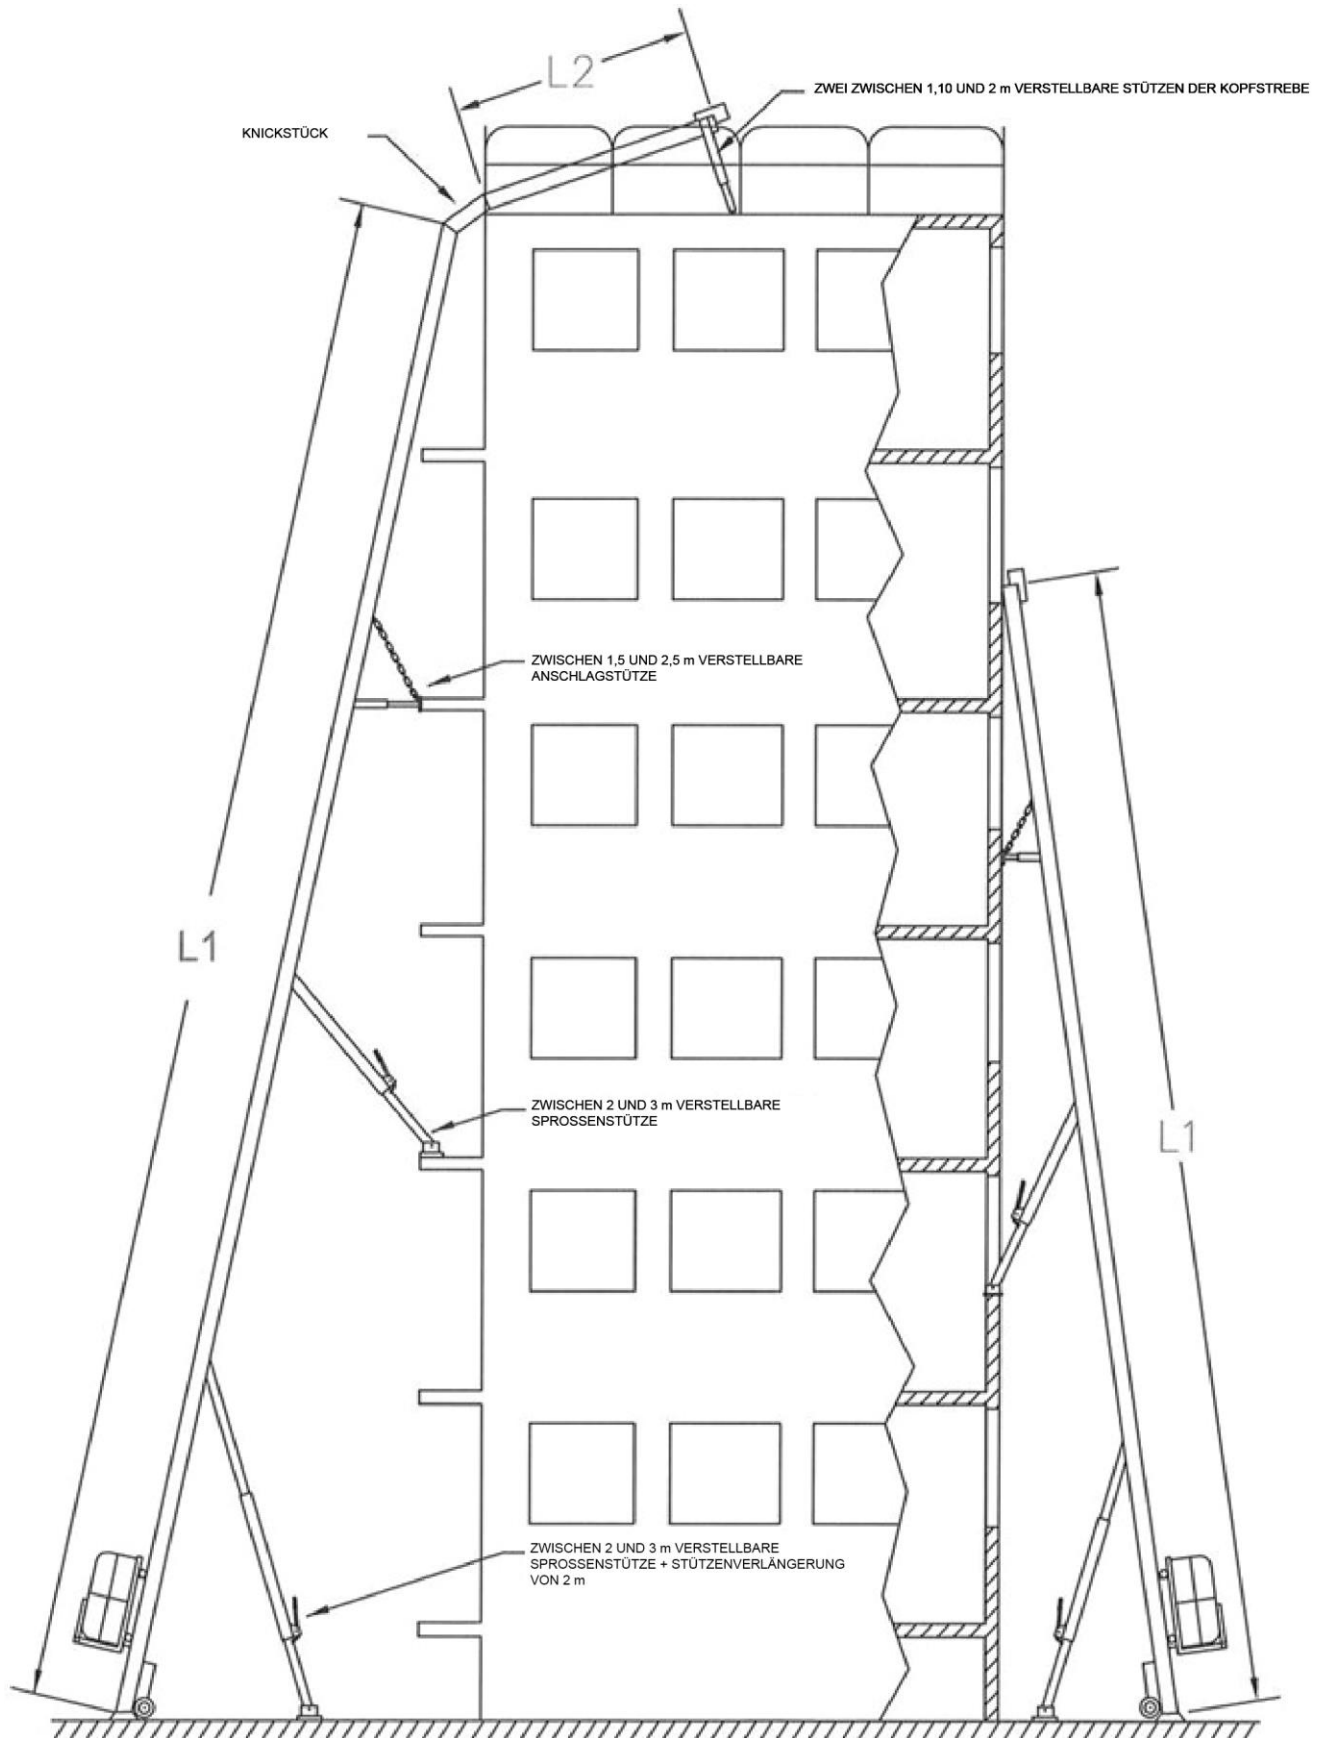 L2
ZWEI ZWISCHEN 1,10 UND 2 m VERSTELLBARE STÜTZEN DER KOPFSTREBE
KNICKSTÜCK
ZWISCHEN 1,5 UND 2,5 m VERSTELLBARE
ANSCHLAGSTÜTZE
L1
ZWISCHEN 2 UND 3 m VERSTELLBARE
SPROSSENSTÜTZE
L1
ZWISCHEN 2 UND 3 m VERSTELLBARE
SPROSSENSTÜTZE + STÜTZENVERLÄNGERUNG
VON 2 m